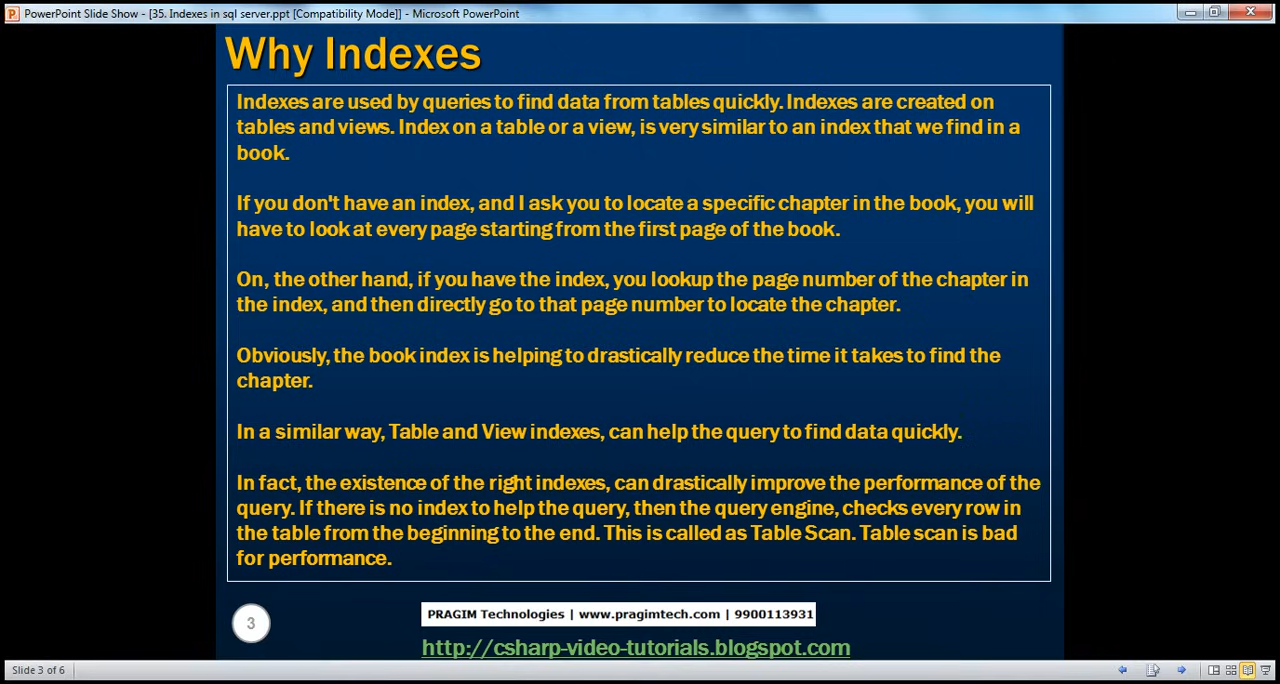 PowerPoint Slide Show - [35. Indexes in sql server.ppt [Compatibility Mode]] - Microsoft PowerPoint
Why Indexes
Indexes are used by queries to find data from tables quickly. Indexes are created on
tables and views. Index on a table or a view, is very similar to an index that we find in a
book.
If you don't have an index, and I ask you to locate a specific chapter in the book, you will
have to look at every page starting from the first page of the book.
On, the other hand, if you have the index, you lookup the page number of the chapter in
the index, and then directly go to that page number to locate the chapter.
Obviously, the book index is helping to drastically reduce the time it takes to find the
chapter.
In a similar way, Table and View indexes, can help the query to find data quickly.
In fact, the existence of the right indexes, can drastically improve the performance of the
query. If there is no index to help the query, then the query engine, checks every row in
the table from the beginning to the end. This is called as Table Scan. Table scan is bad
for performance.
3
PRAGIM Technologies | www.pragimtech.com | 9900113931
http://csharp-video-tutorials.blogspot.com
Slide 3 of 6